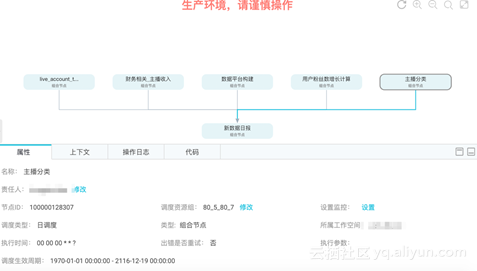 生产环境，请谨慎操作
live_account_t...
组合节点
财务相关_主播收入
组合节点
数据平台构建
组合节点
用户粉丝数增长计算
组合节点
主播分类
组合节点
新数据日报
组合节点
属性 上下文 操作日志 代码
名称： 主播分类
责任人： 修改
节点ID： 100000128307 调度资源组： 80_5_80_7 修改 设置监控： 设置
调度类型： 日调度 类型： 组合节点 所属工作空间：
执行时间： 00 00 00 * * ? 出错是否重试： 否 执行参数：
调度生效周期： 1970-01-01 00:00:00 - 2116-12-19 00:00:00
云栖社区 yq.aliyun.com